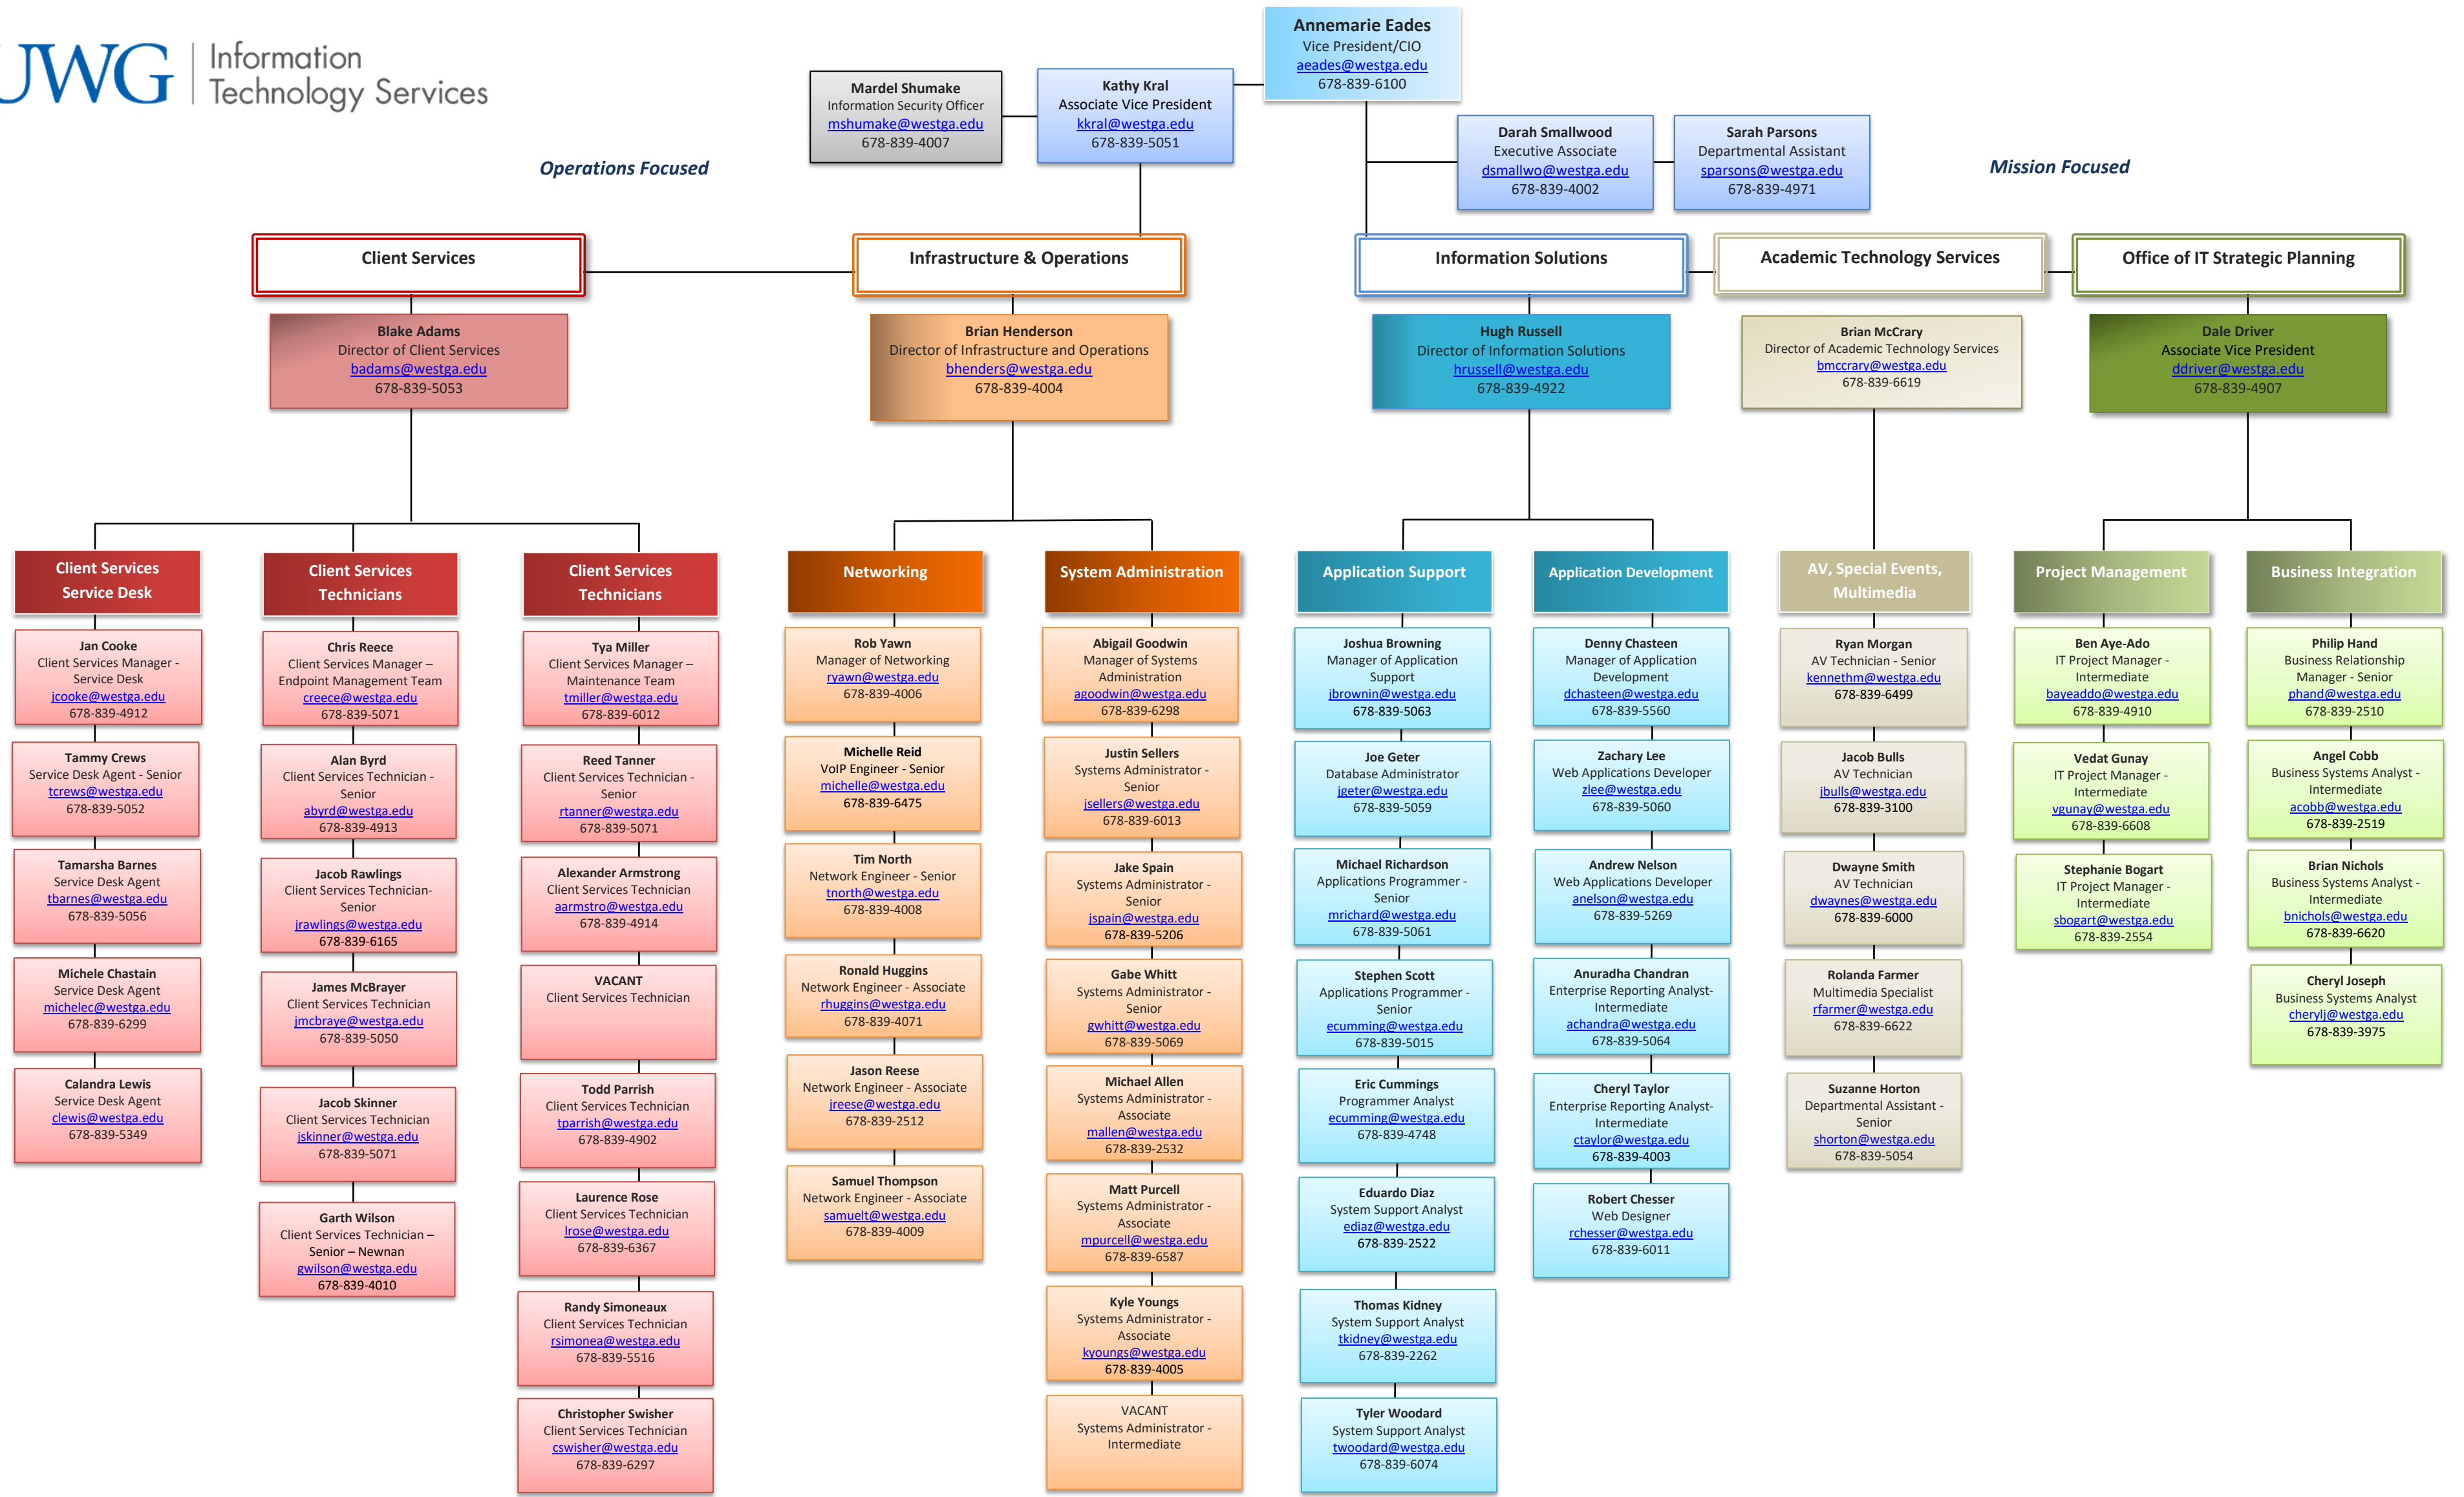 UWG
Information
Technology Services
Annemarie Eades
Vice President/CIO
aeades@westga.edu
678-839-6100
Mardel Shumake
Information Security Officer
mshumake@westga.edu
678-839-4007
Kathy Kral
Associate Vice President
kkral@westga.edu
678-839-5051
Darah Smallwood
Executive Associate
dsmallwo@westga.edu
678-839-4002
Sarah Parsons
Departmental Assistant
sparsons@westga.edu
678-839-4971
Operations Focused
Mission Focused
Client Services
Infrastructure & Operations
Information Solutions
Academic Technology Services
Office of IT Strategic Planning
Blake Adams
Director of Client Services
badams@westga.edu
678-839-5053
Brian Henderson
Director of Infrastructure and Operations
bhenders@westga.edu
678-839-4004
Hugh Russell
Director of Information Solutions
hrussell@westga.edu
678-839-4922
Brian McCrary
Director of Academic Technology Services
bmccrary@westga.edu
678-839-6619
Dale Driver
Associate Vice President
ddriver@westga.edu
678-839-4907
Client Services
Service Desk
Jan Cooke
Client Services Manager -
Service Desk
jcooke@westga.edu
678-839-4912
Tammy Crews
Service Desk Agent - Senior
tcrews@westga.edu
678-839-5052
Tamarsha Barnes
Service Desk Agent
tbarnes@westga.edu
678-839-5056
Michele Chastain
Service Desk Agent
michelec@westga.edu
678-839-6299
Calandra Lewis
Service Desk Agent
clewis@westga.edu
678-839-5349
Client Services
Technicians
Chris Reece
Client Services Manager –
Endpoint Management Team
creece@westga.edu
678-839-5071
Alan Byrd
Client Services Technician -
Senior
abyrd@westga.edu
678-839-4913
Jacob Rawlings
Client Services Technician-
Senior
jrawlings@westga.edu
678-839-6165
James McBrayer
Client Services Technician
jmcbraye@westga.edu
678-839-5050
Jacob Skinner
Client Services Technician
jskinner@westga.edu
678-839-5071
Garth Wilson
Client Services Technician –
Senior – Newnan
gwilson@westga.edu
678-839-4010
Client Services
Technicians
Tya Miller
Client Services Manager –
Maintenance Team
tmiller@westga.edu
678-839-6012
Reed Tanner
Client Services Technician -
Senior
rtanner@westga.edu
678-839-5071
Alexander Armstrong
Client Services Technician
aarmstro@westga.edu
678-839-4914
VACANT
Client Services Technician
Todd Parrish
Client Services Technician
tparrish@westga.edu
678-839-4902
Laurence Rose
Client Services Technician
lrose@westga.edu
678-839-6367
Randy Simoneaux
Client Services Technician
rsimonea@westga.edu
678-839-5516
Christopher Swisher
Client Services Technician
cswisher@westga.edu
678-839-6297
Networking
Rob Yawn
Manager of Networking
ryawn@westga.edu
678-839-4006
Michelle Reid
VoIP Engineer - Senior
michelle@westga.edu
678-839-6475
Tim North
Network Engineer - Senior
tnorth@westga.edu
678-839-4008
Ronald Huggins
Network Engineer - Associate
rhuggins@westga.edu
678-839-4071
Jason Reese
Network Engineer - Associate
jreese@westga.edu
678-839-2512
Samuel Thompson
Network Engineer - Associate
samuelt@westga.edu
678-839-4009
System Administration
Abigail Goodwin
Manager of Systems
Administration
agoodwin@westga.edu
678-839-6298
Justin Sellers
Systems Administrator -
Senior
jsellers@westga.edu
678-839-6013
Jake Spain
Systems Administrator -
Senior
jspain@westga.edu
678-839-5206
Gabe Whitt
Systems Administrator -
Senior
gwhitt@westga.edu
678-839-5069
Michael Allen
Systems Administrator -
Associate
mallen@westga.edu
678-839-2532
Matt Purcell
Systems Administrator -
Associate
mpurcell@westga.edu
678-839-6587
Kyle Youngs
Systems Administrator -
Associate
kyoungs@westga.edu
678-839-4005
VACANT
Systems Administrator -
Intermediate
Application Support
Joshua Browning
Manager of Application
Support
jbrownin@westga.edu
678-839-5063
Joe Geter
Database Administrator
jgeter@westga.edu
678-839-5059
Michael Richardson
Applications Programmer -
Senior
mrichard@westga.edu
678-839-5061
Stephen Scott
Applications Programmer -
Senior
ecumming@westga.edu
678-839-5015
Eric Cummings
Programmer Analyst
ecumming@westga.edu
678-839-4748
Eduardo Diaz
System Support Analyst
ediaz@westga.edu
678-839-2522
Thomas Kidney
System Support Analyst
tkidney@westga.edu
678-839-2262
Tyler Woodard
System Support Analyst
twoodard@westga.edu
678-839-6074
Application Development
Denny Chasteen
Manager of Application
Development
dchasteen@westga.edu
678-839-5560
Zachary Lee
Web Applications Developer
zlee@westga.edu
678-839-5060
Andrew Nelson
Web Applications Developer
anelson@westga.edu
678-839-5269
Anuradha Chandran
Enterprise Reporting Analyst-
Intermediate
achandra@westga.edu
678-839-5064
Cheryl Taylor
Enterprise Reporting Analyst-
Intermediate
ctaylor@westga.edu
678-839-4003
Robert Chesser
Web Designer
rchesser@westga.edu
678-839-6011
AV, Special Events,
Multimedia
Ryan Morgan
AV Technician - Senior
kennethm@westga.edu
678-839-6499
Jacob Bulls
AV Technician
jbulls@westga.edu
678-839-3100
Dwayne Smith
AV Technician
dwaynes@westga.edu
678-839-6000
Rolanda Farmer
Multimedia Specialist
rfarmer@westga.edu
678-839-6622
Suzanne Horton
Departmental Assistant -
Senior
shorton@westga.edu
678-839-5054
Project Management
Ben Aye-Ado
IT Project Manager -
Intermediate
bayeaddo@westga.edu
678-839-4910
Vedat Gunay
IT Project Manager -
Intermediate
vgunay@westga.edu
678-839-6608
Stephanie Bogart
IT Project Manager -
Intermediate
sbogart@westga.edu
678-839-2554
Business Integration
Philip Hand
Business Relationship
Manager - Senior
phand@westga.edu
678-839-2510
Angel Cobb
Business Systems Analyst -
Intermediate
acobb@westga.edu
678-839-2519
Brian Nichols
Business Systems Analyst -
Intermediate
bnichols@westga.edu
678-839-6620
Cheryl Joseph
Business Systems Analyst
cherylj@westga.edu
678-839-3975